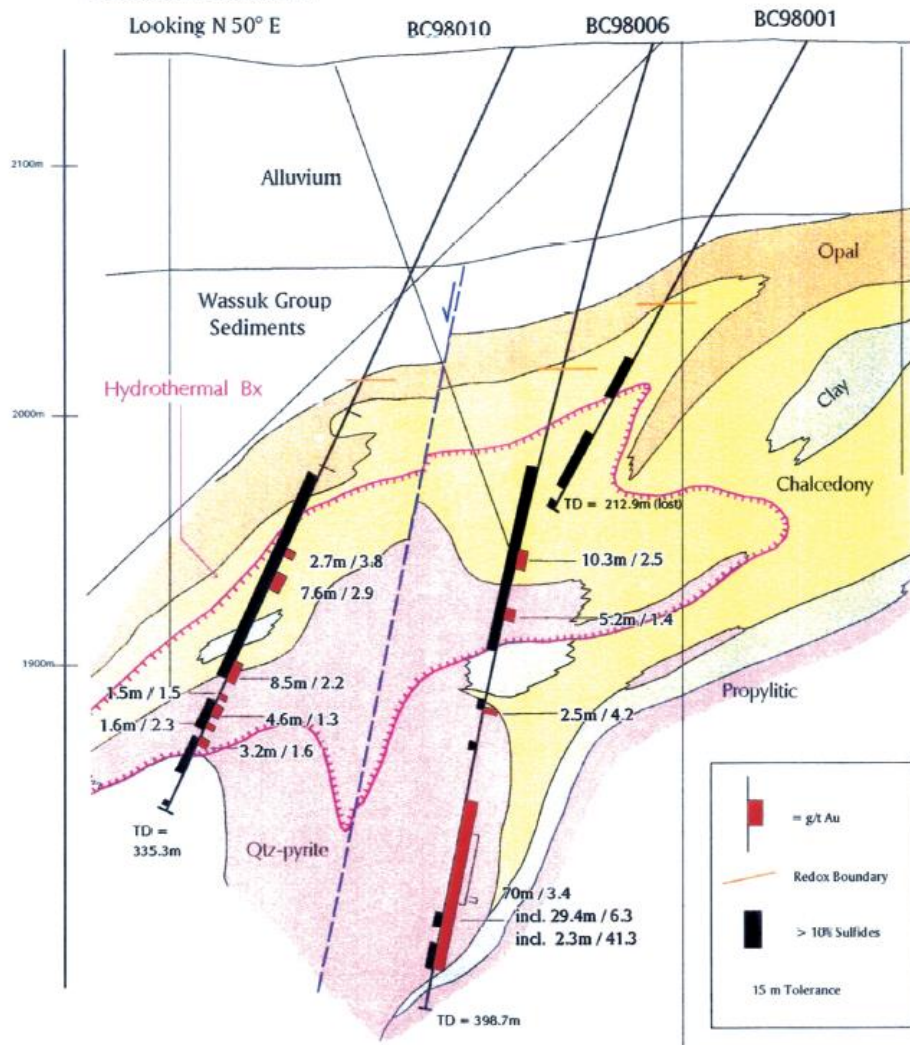 Looking N 50° E
BC98010
BC98006
BC98001
2100m
Alluvium
Opal
Wassuk Group
Sediments
Hydrothermal Bx
2000m
Clay
Chalcedony
TD = 212.9m (lost)
2.7m / 3.8
7.6m / 2.9
10.3m / 2.5
5.2m / 1.4
1900m
8.5m / 2.2
1.5m / 1.5
4.6m / 1.3
1.6m / 2.3
3.2m / 1.6
2.5m / 4.2
Propylitic
TD =
335.3m
Qtz-pyrite
70m / 3.4
incl. 29.4m / 6.3
incl. 2.3m / 41.3
TD = 398.7m
= g/t Au
Redox Boundary
> 10% Sulfides
15 m Tolerance